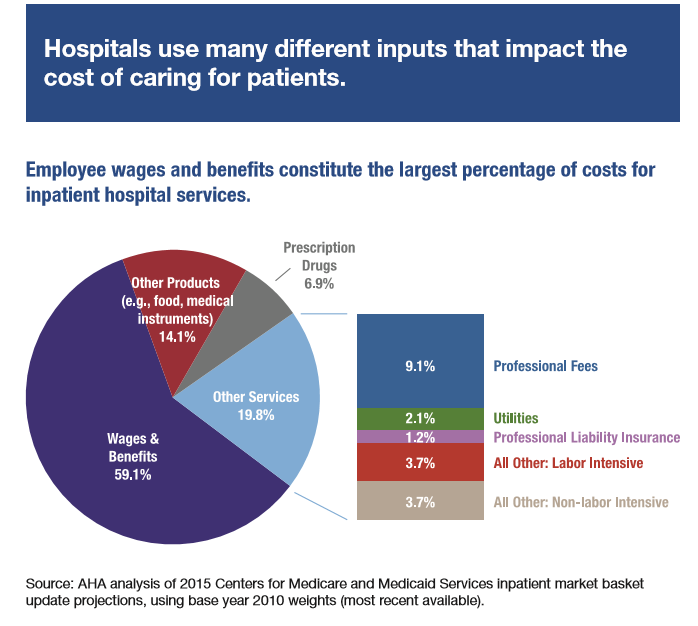 Hospitals use many different inputs that impact the
cost of caring for patients.
Employee wages and benefits constitute the largest percentage of costs for
inpatient hospital services.
Prescription
Drugs
6.9%
Other Products
(e.g., food, medical
instruments)
14.1%
Other Services
19.8%
Wages &
Benefits
59.1%
9.1% Professional Fees
2.1% Utilities
1.2% Professional Liability Insurance
3.7% All Other: Labor Intensive
3.7% All Other: Non-labor Intensive
Source: AHA analysis of 2015 Centers for Medicare and Medicaid Services inpatient market basket
update projections, using base year 2010 weights (most recent available).